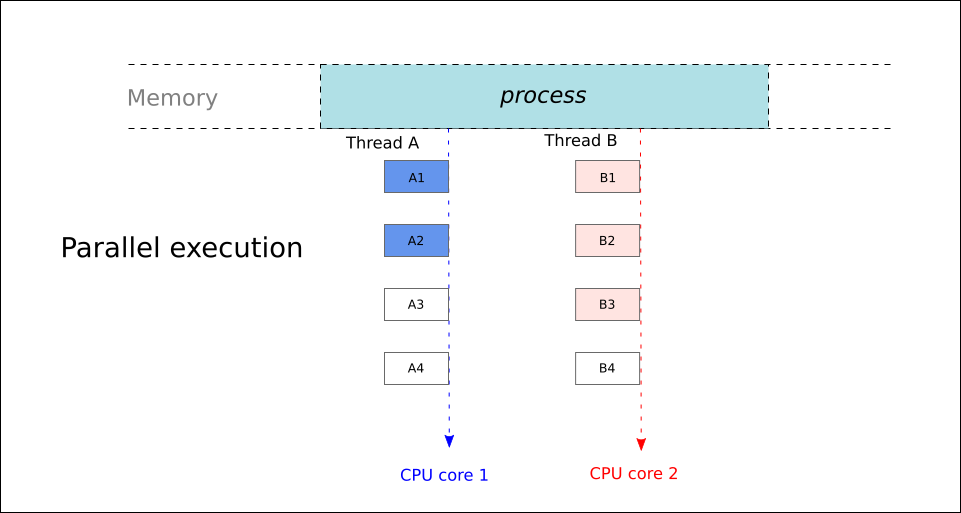 Memory
process
Thread A
Thread B
A1
B1
A2
B2
Parallel execution
A3
B3
A4
B4
CPU core 1
CPU core 2